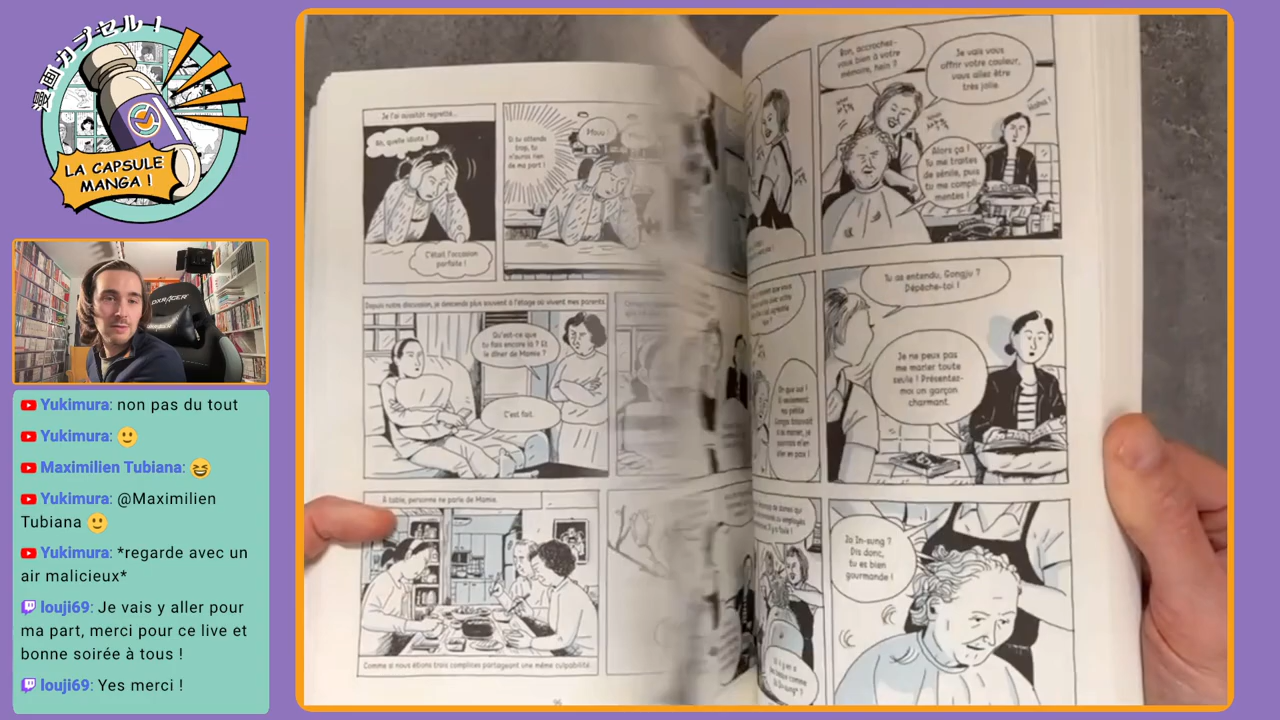 漫画カプセル！
LA CAPSULE
MANGA !
DXRACER
Yukimura: non pas du tout
Yukimura: 🙂
Maximilien Tubiana: 😆
Yukimura: @Maximilien
Tubiana 🙂
Yukimura: *regarde avec un
air malicieux*
louji69: Je vais y aller pour
ma part, merci pour ce live et
bonne soirée à tous !
louji69: Yes merci !
Je l'ai aussitôt regretté...
Ah, quelle idiote !
C'était l'occasion
parfaite !
Si tu attends
trop, tu
n'auras rien
de ma part !
Depuis notre discussion, je descends plus souvent à l'étage où vivent mes parents.
Qu'est-ce que
tu fais encore là ? Et
le dîner de Mamie ?
C'est fait.
À table, personne ne parle de Mamie.
Comme si nous étions trois complices partageant une même culpabilité.
96
Bon, accrochez-
vous bien à votre
mémoire, hein ?
Je vais vous
offrir votre couleur,
vous allez être
très jolie
Haha !
Alors ça !
Tu me traites
de sénile, puis
tu me compli-
mentes !
Tu as entendu, Gongju ?
Dépêche-toi !
Je ne peux pas
me marier toute
seule ! Présentez-
moi un garçon
charmant.
Jo In-sung ?
Dis donc,
tu es bien
gourmande !